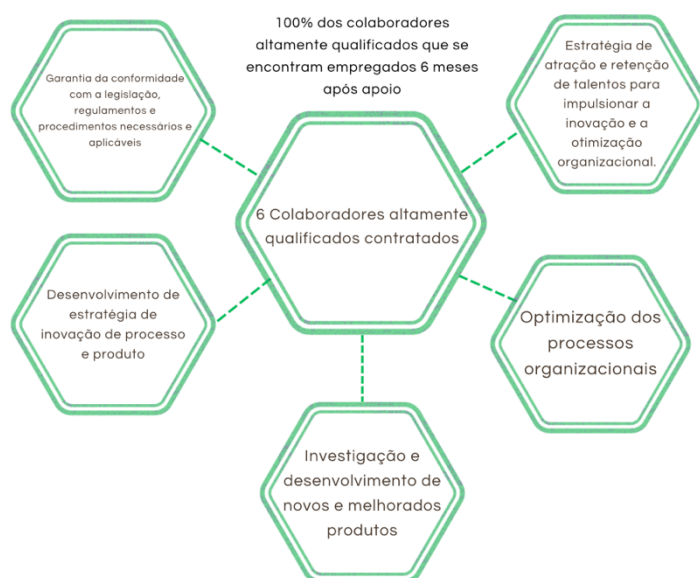 100% dos colaboradores
altamente qualificados que se
encontram empregados 6 meses
após apoio
Garantia da conformidade
com a legislação,
regulamentos e
procedimentos necessários e
aplicáveis
Estratégia de
atração e retenção
de talentos para
impulsionar a
inovação e a
otimização
organizacional.
6 Colaboradores altamente
qualificados contratados
Desenvolvimento de
estratégia de
inovação de processo
e produto
Optimização dos
processos
organizacionais
Investigação e
desenvolvimento de
novos e melhorados
produtos